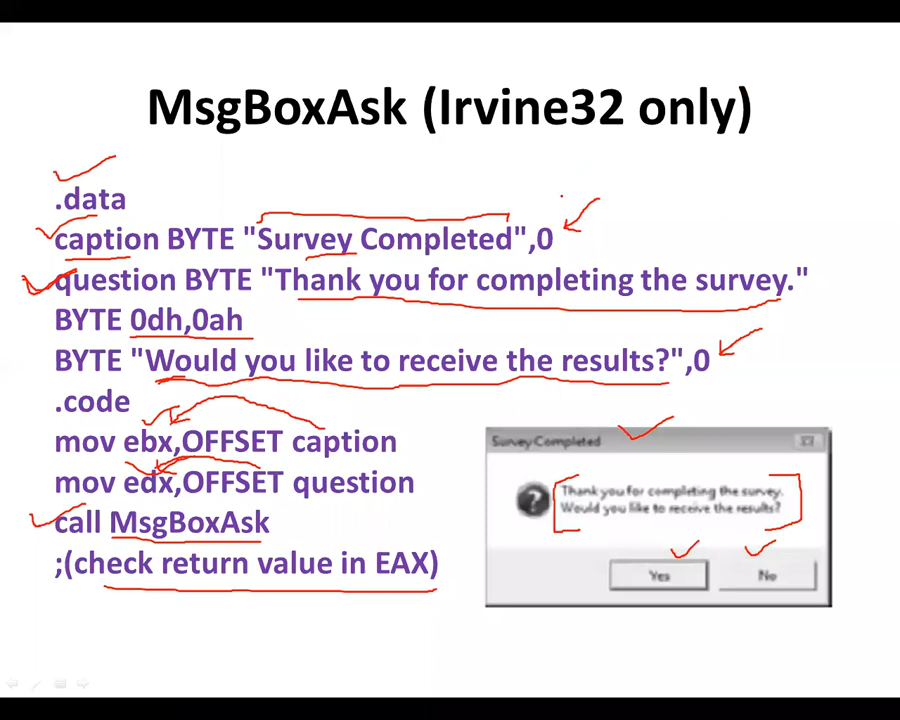 MsgBoxAsk (Irvine32 only)
.data
caption BYTE "Survey Completed",0
question BYTE "Thank you for completing the survey."
BYTE 0dh,0ah
BYTE "Would you like to receive the results?",0
.code
mov ebx,OFFSET caption
mov edx,OFFSET question
call MsgBoxAsk
;(check return value in EAX)
Survey Completed
Thank you for completing the survey.
Would you like to receive the results?
Yes
No